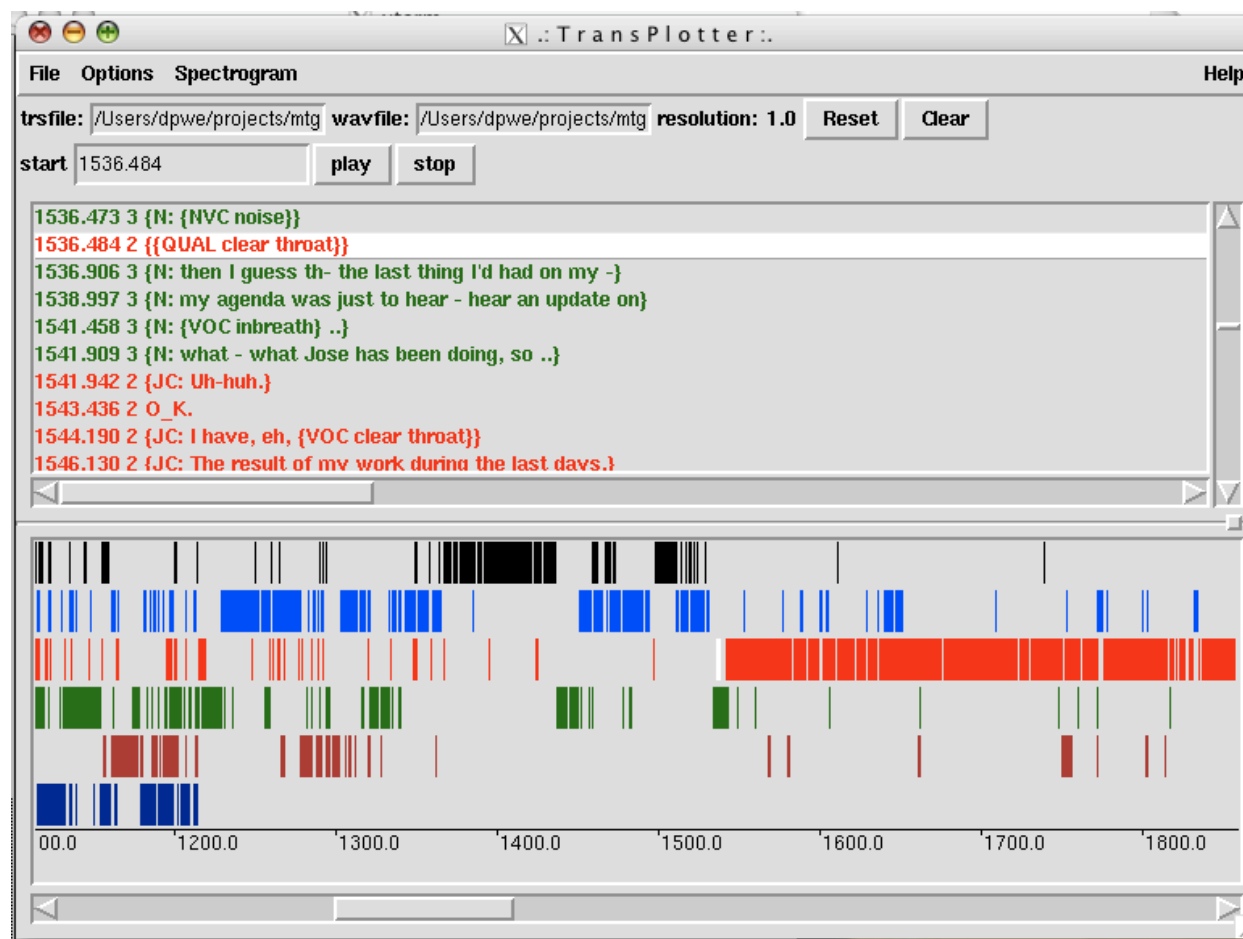 .:TransPlotter:.
File Options Spectrogram Help
trsfile: /Users/dpwe/projects/mtg wavfile: /Users/dpwe/projects/mtg resolution: 1.0 Reset Clear
start 1536.484 play stop
1536.473 3 {N: {NVC noise}}
1536.484 2 {{QUAL clear throat}}
1536.906 3 {N: then I guess th- the last thing I'd had on my -}
1538.997 3 {N: my agenda was just to hear - hear an update on}
1541.458 3 {N: {VOC inbreath} ..}
1541.909 3 {N: what - what Jose has been doing, so ..}
1541.942 2 {JC: Uh-huh.}
1543.436 2 O_K.
1544.190 2 {JC: I have, eh, {VOC clear throat}}
1546.130 2 {JC: The result of my work during the last days.}
00.0 1200.0 1300.0 1400.0 1500.0 1600.0 1700.0 1800.0